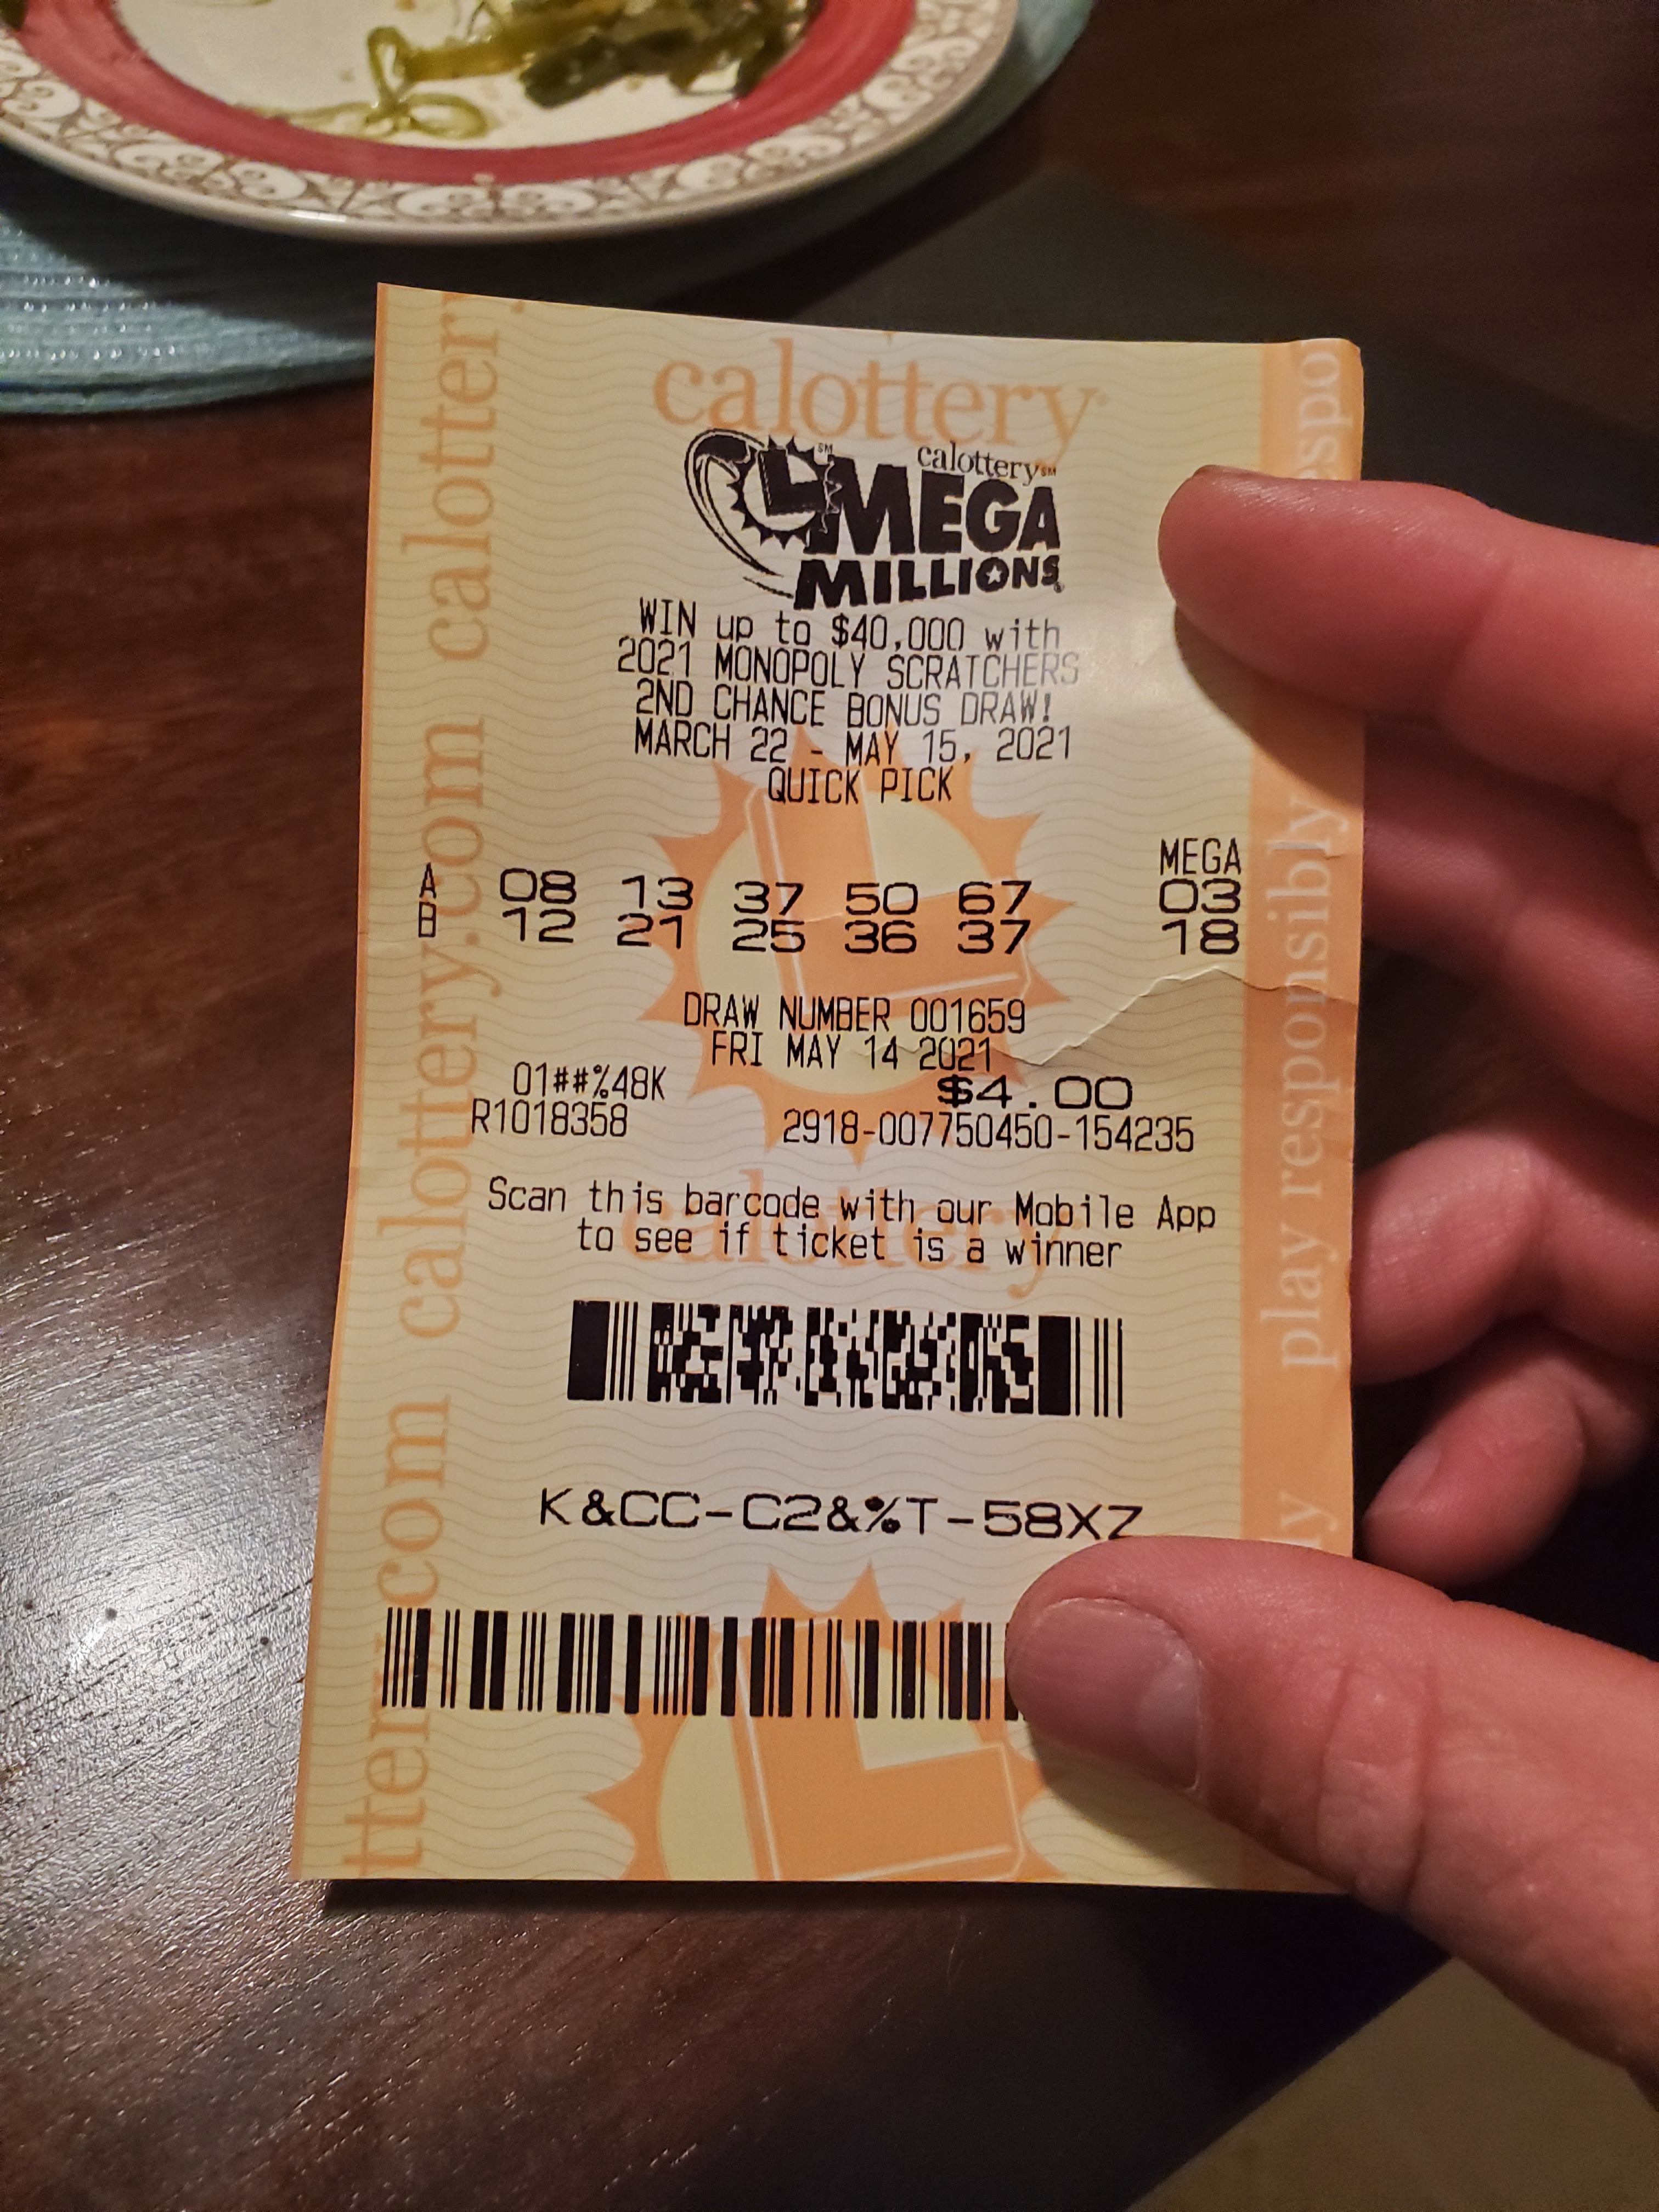 calottery
calottery℠
MEGA
MILLIONS
WIN up to $40,000 with
2021 MONOPOLY SCRATCHERS
2ND CHANCE BONUS DRAW!
MARCH 22 - MAY 15, 2021
QUICK PICK
MEGA
A 08 13 37 50 67 03
B 12 21 25 36 37 18
DRAW NUMBER 001659
FRI MAY 14 2021
01##%48K $4.00
R1018358 2918-007750450-154235
Scan this barcode with our Mobile App
to see if ticket is a winner
calottery
K&CC-C2&%T-58XZ
calottery.com calottery.com
play responsibly